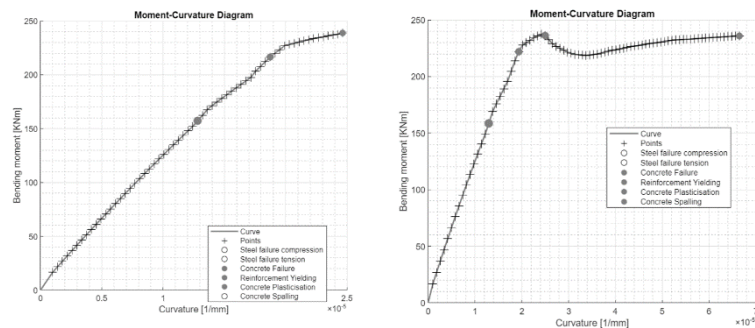 Moment-Curvature Diagram
250
200
150
100
50
0
Bending moment [KNm]
Curve
Points
Steel failure compression
Steel failure tension
Concrete Failure
Reinforcement Yielding
Concrete Plasticisation
Concrete Spalling
0
0.5
1
2.5
×10⁻⁵
Curvature [1/mm]
Moment-Curvature Diagram
250
200
150
100
50
0
Bending moment [KNm]
Curve
Points
Steel failure compression
Steel failure tension
Concrete Failure
Reinforcement Yielding
Concrete Plasticisation
Concrete Spalling
0
1
2
3
4
5
6
Curvature [1/mm]